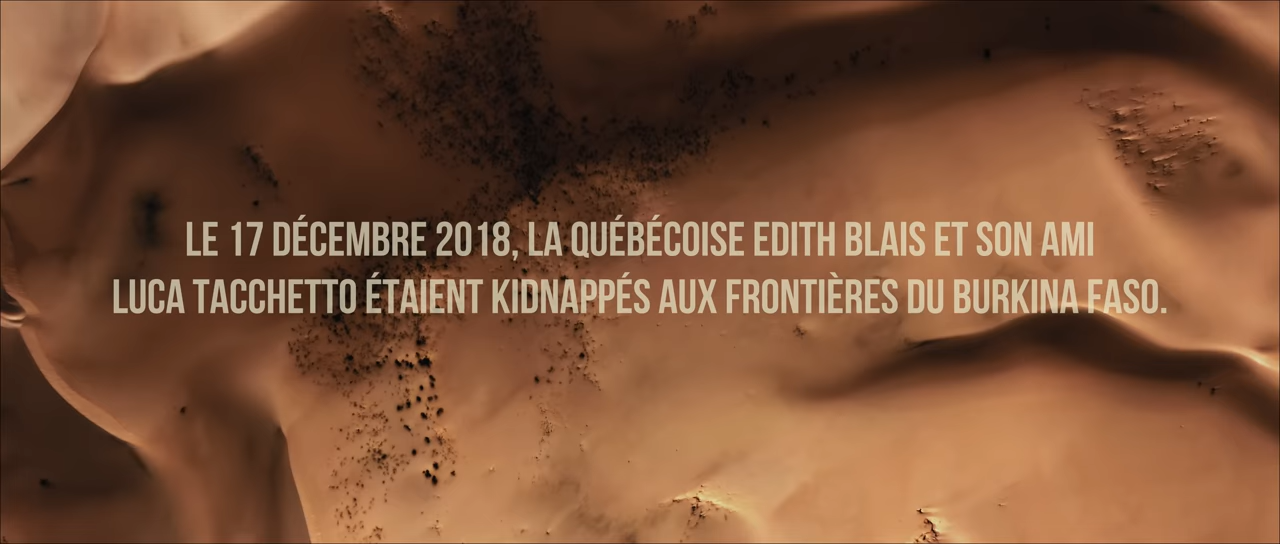 LE 17 DÉCEMBRE 2018, LA QUÉBÉCOISE EDITH BLAIS ET SON AMI
LUCA TACCHETTO ÉTAIENT KIDNAPPÉS AUX FRONTIÈRES DU BURKINA FASO.